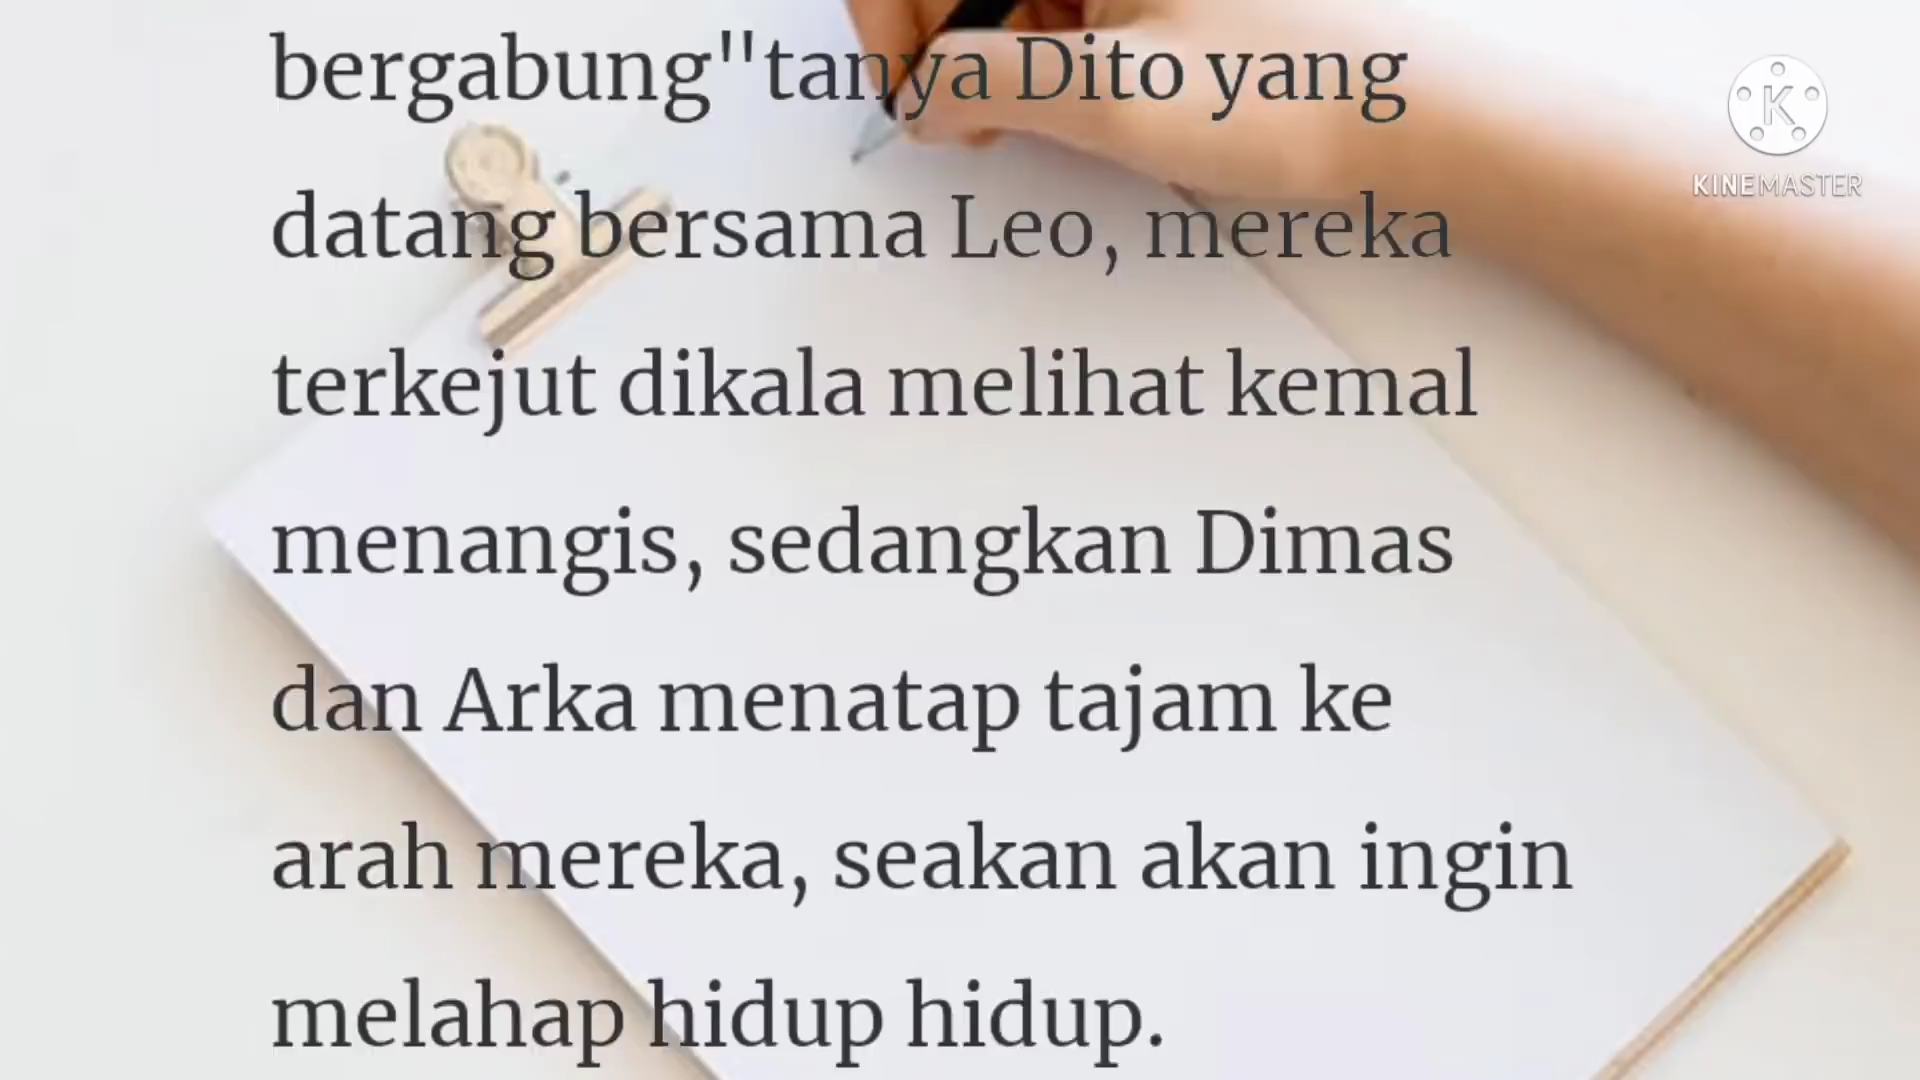 bergabung"tanya Dito yang
datang bersama Leo, mereka
terkejut dikala melihat kemal
menangis, sedangkan Dimas
dan Arka menatap tajam ke
arah mereka, seakan akan ingin
melahap hidup hidup.
K
KINEMASTER